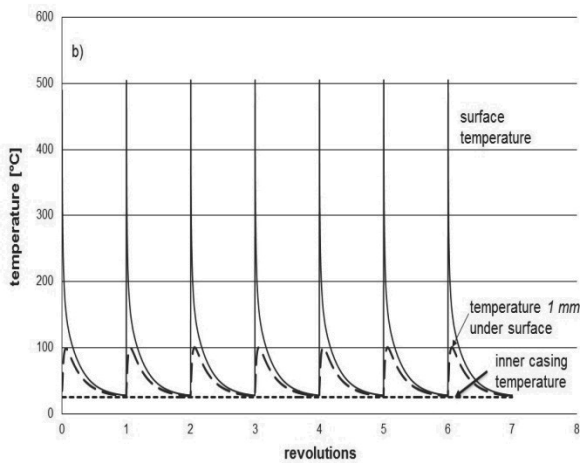 600
b)
500
surface
temperature
400
temperature [°C]
300
200
temperature 1 mm
under surface
100
inner casing
temperature
0
0 1 2 3 4 5 6 7 8
revolutions